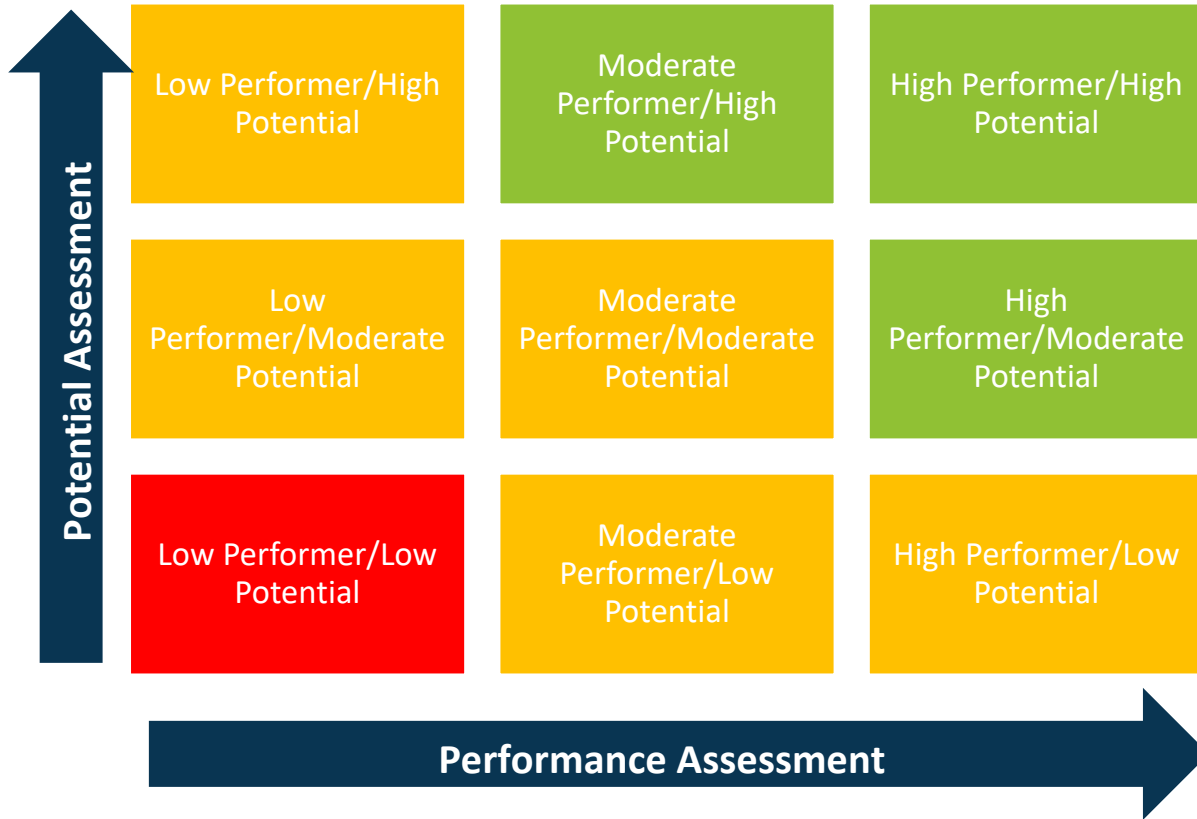 Potential Assessment
Low Performer/High
Potential
Moderate
Performer/High
Potential
High Performer/High
Potential
Low
Performer/Moderate
Potential
Moderate
Performer/Moderate
Potential
High
Performer/Moderate
Potential
Low Performer/Low
Potential
Moderate
Performer/Low
Potential
High Performer/Low
Potential
Performance Assessment